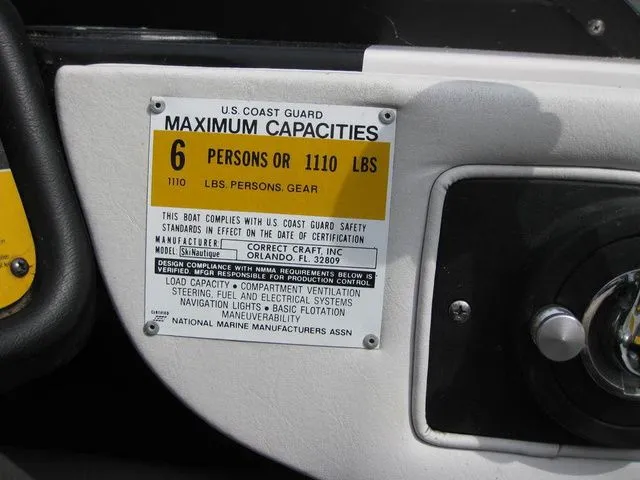 U.S. COAST GUARD
MAXIMUM CAPACITIES
6 PERSONS OR 1110 LBS
1110 LBS. PERSONS, GEAR
THIS BOAT COMPLIES WITH U.S. COAST GUARD SAFETY
STANDARDS IN EFFECT ON THE DATE OF CERTIFICATION
MANUFACTURER: CORRECT CRAFT, INC
MODEL: SkiNautique ORLANDO, FL. 32809
DESIGN COMPLIANCE WITH NMMA REQUIREMENTS BELOW IS
VERIFIED. MFGR RESPONSIBLE FOR PRODUCTION CONTROL.
LOAD CAPACITY • COMPARTMENT VENTILATION
STEERING, FUEL AND ELECTRICAL SYSTEMS
NAVIGATION LIGHTS • BASIC FLOTATION
MANEUVERABILITY
CERTIFIED
NATIONAL MARINE MANUFACTURERS ASSN